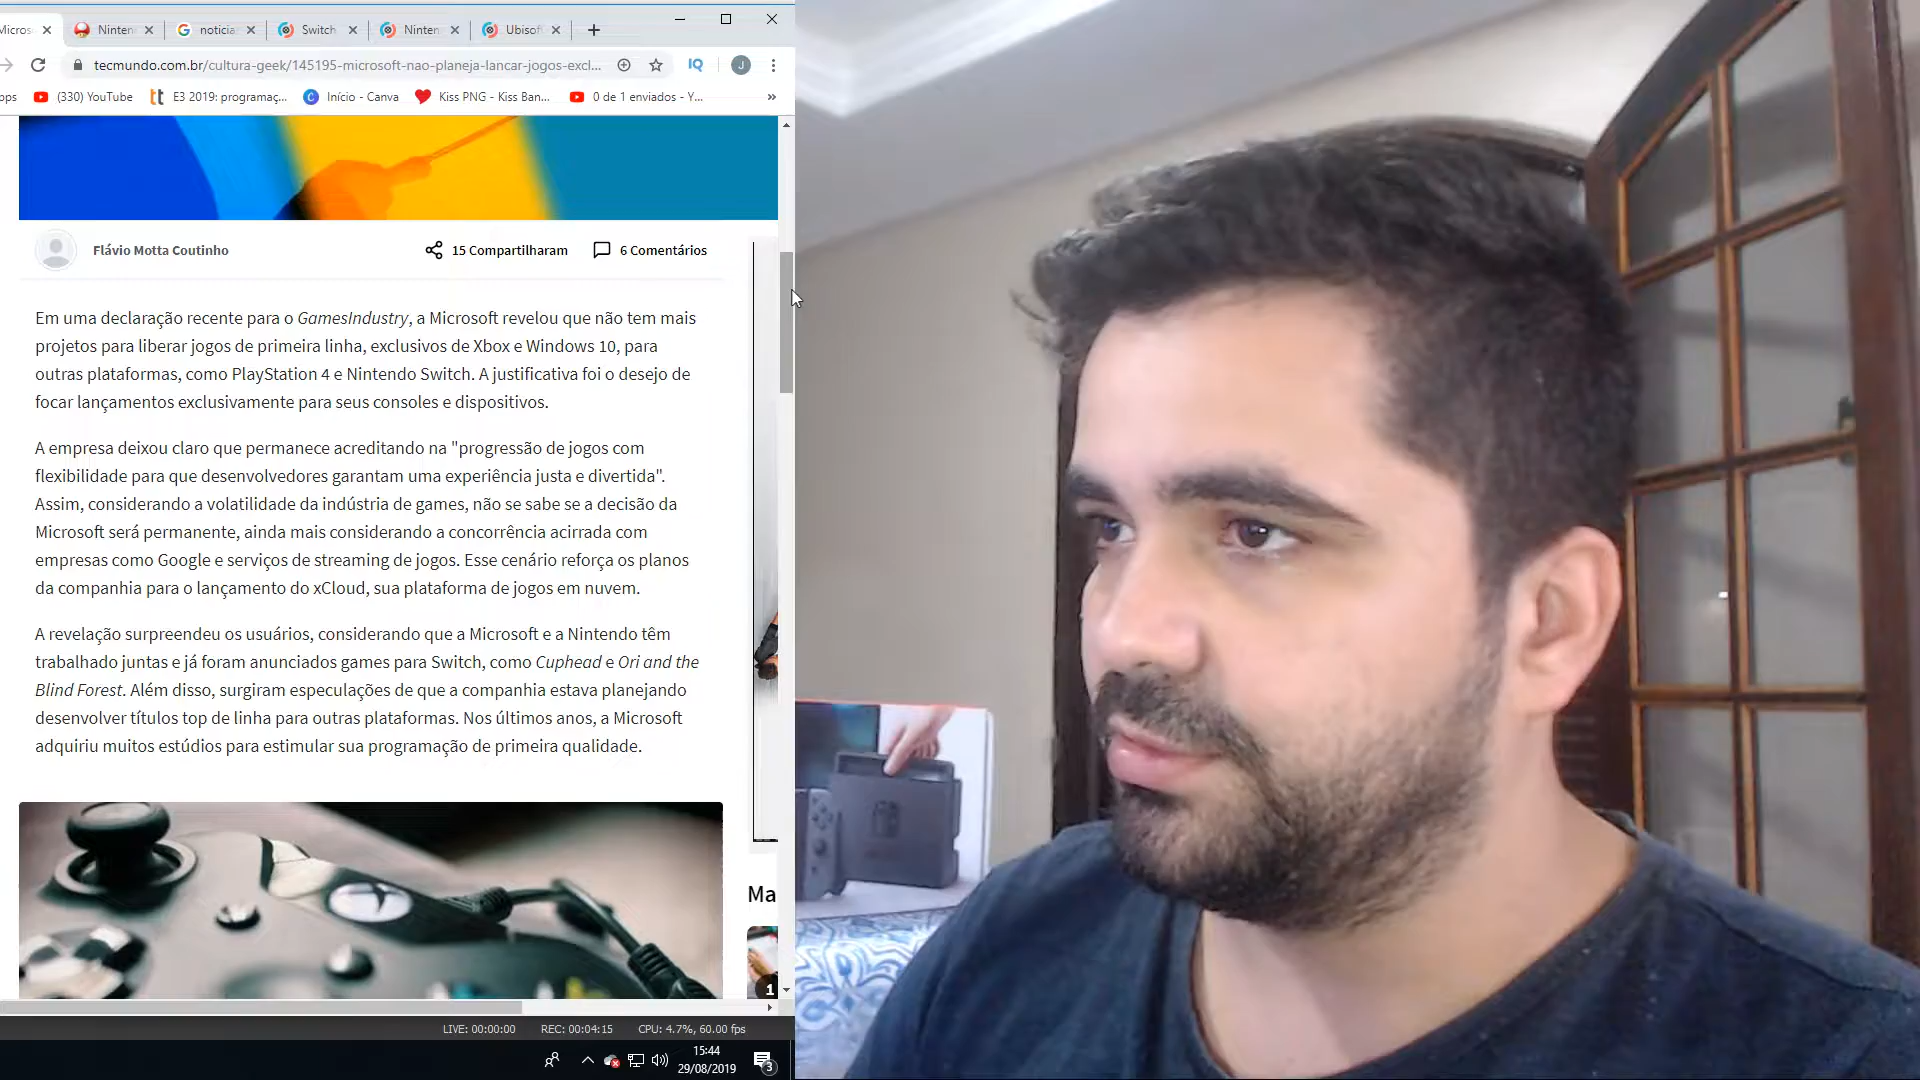 Micros
Ninten
noticia
Switch
Ninten
Ubisof
tecmundo.com.br/cultura-geek/145195-microsoft-nao-planeja-lancar-jogos-excl...
IQ
J
pps
(330) YouTube
E3 2019: programaç...
Início - Canva
Kiss PNG - Kiss Ban...
0 de 1 enviados - Y...
»
Flávio Motta Coutinho
15 Compartilharam
6 Comentários
Em uma declaração recente para o GamesIndustry, a Microsoft revelou que não tem mais
projetos para liberar jogos de primeira linha, exclusivos de Xbox e Windows 10, para
outras plataformas, como PlayStation 4 e Nintendo Switch. A justificativa foi o desejo de
focar lançamentos exclusivamente para seus consoles e dispositivos.
A empresa deixou claro que permanece acreditando na "progressão de jogos com
flexibilidade para que desenvolvedores garantam uma experiência justa e divertida".
Assim, considerando a volatilidade da indústria de games, não se sabe se a decisão da
Microsoft será permanente, ainda mais considerando a concorrência acirrada com
empresas como Google e serviços de streaming de jogos. Esse cenário reforça os planos
da companhia para o lançamento do xCloud, sua plataforma de jogos em nuvem.
A revelação surpreendeu os usuários, considerando que a Microsoft e a Nintendo têm
trabalhado juntas e já foram anunciados games para Switch, como Cuphead e Ori and the
Blind Forest. Além disso, surgiram especulações de que a companhia estava planejando
desenvolver títulos top de linha para outras plataformas. Nos últimos anos, a Microsoft
adquiriu muitos estúdios para estimular sua programação de primeira qualidade.
Ma
1
LIVE: 00:00:00
REC: 00:04:15
CPU: 4.7%, 60.00 fps
15:44
29/08/2019
3